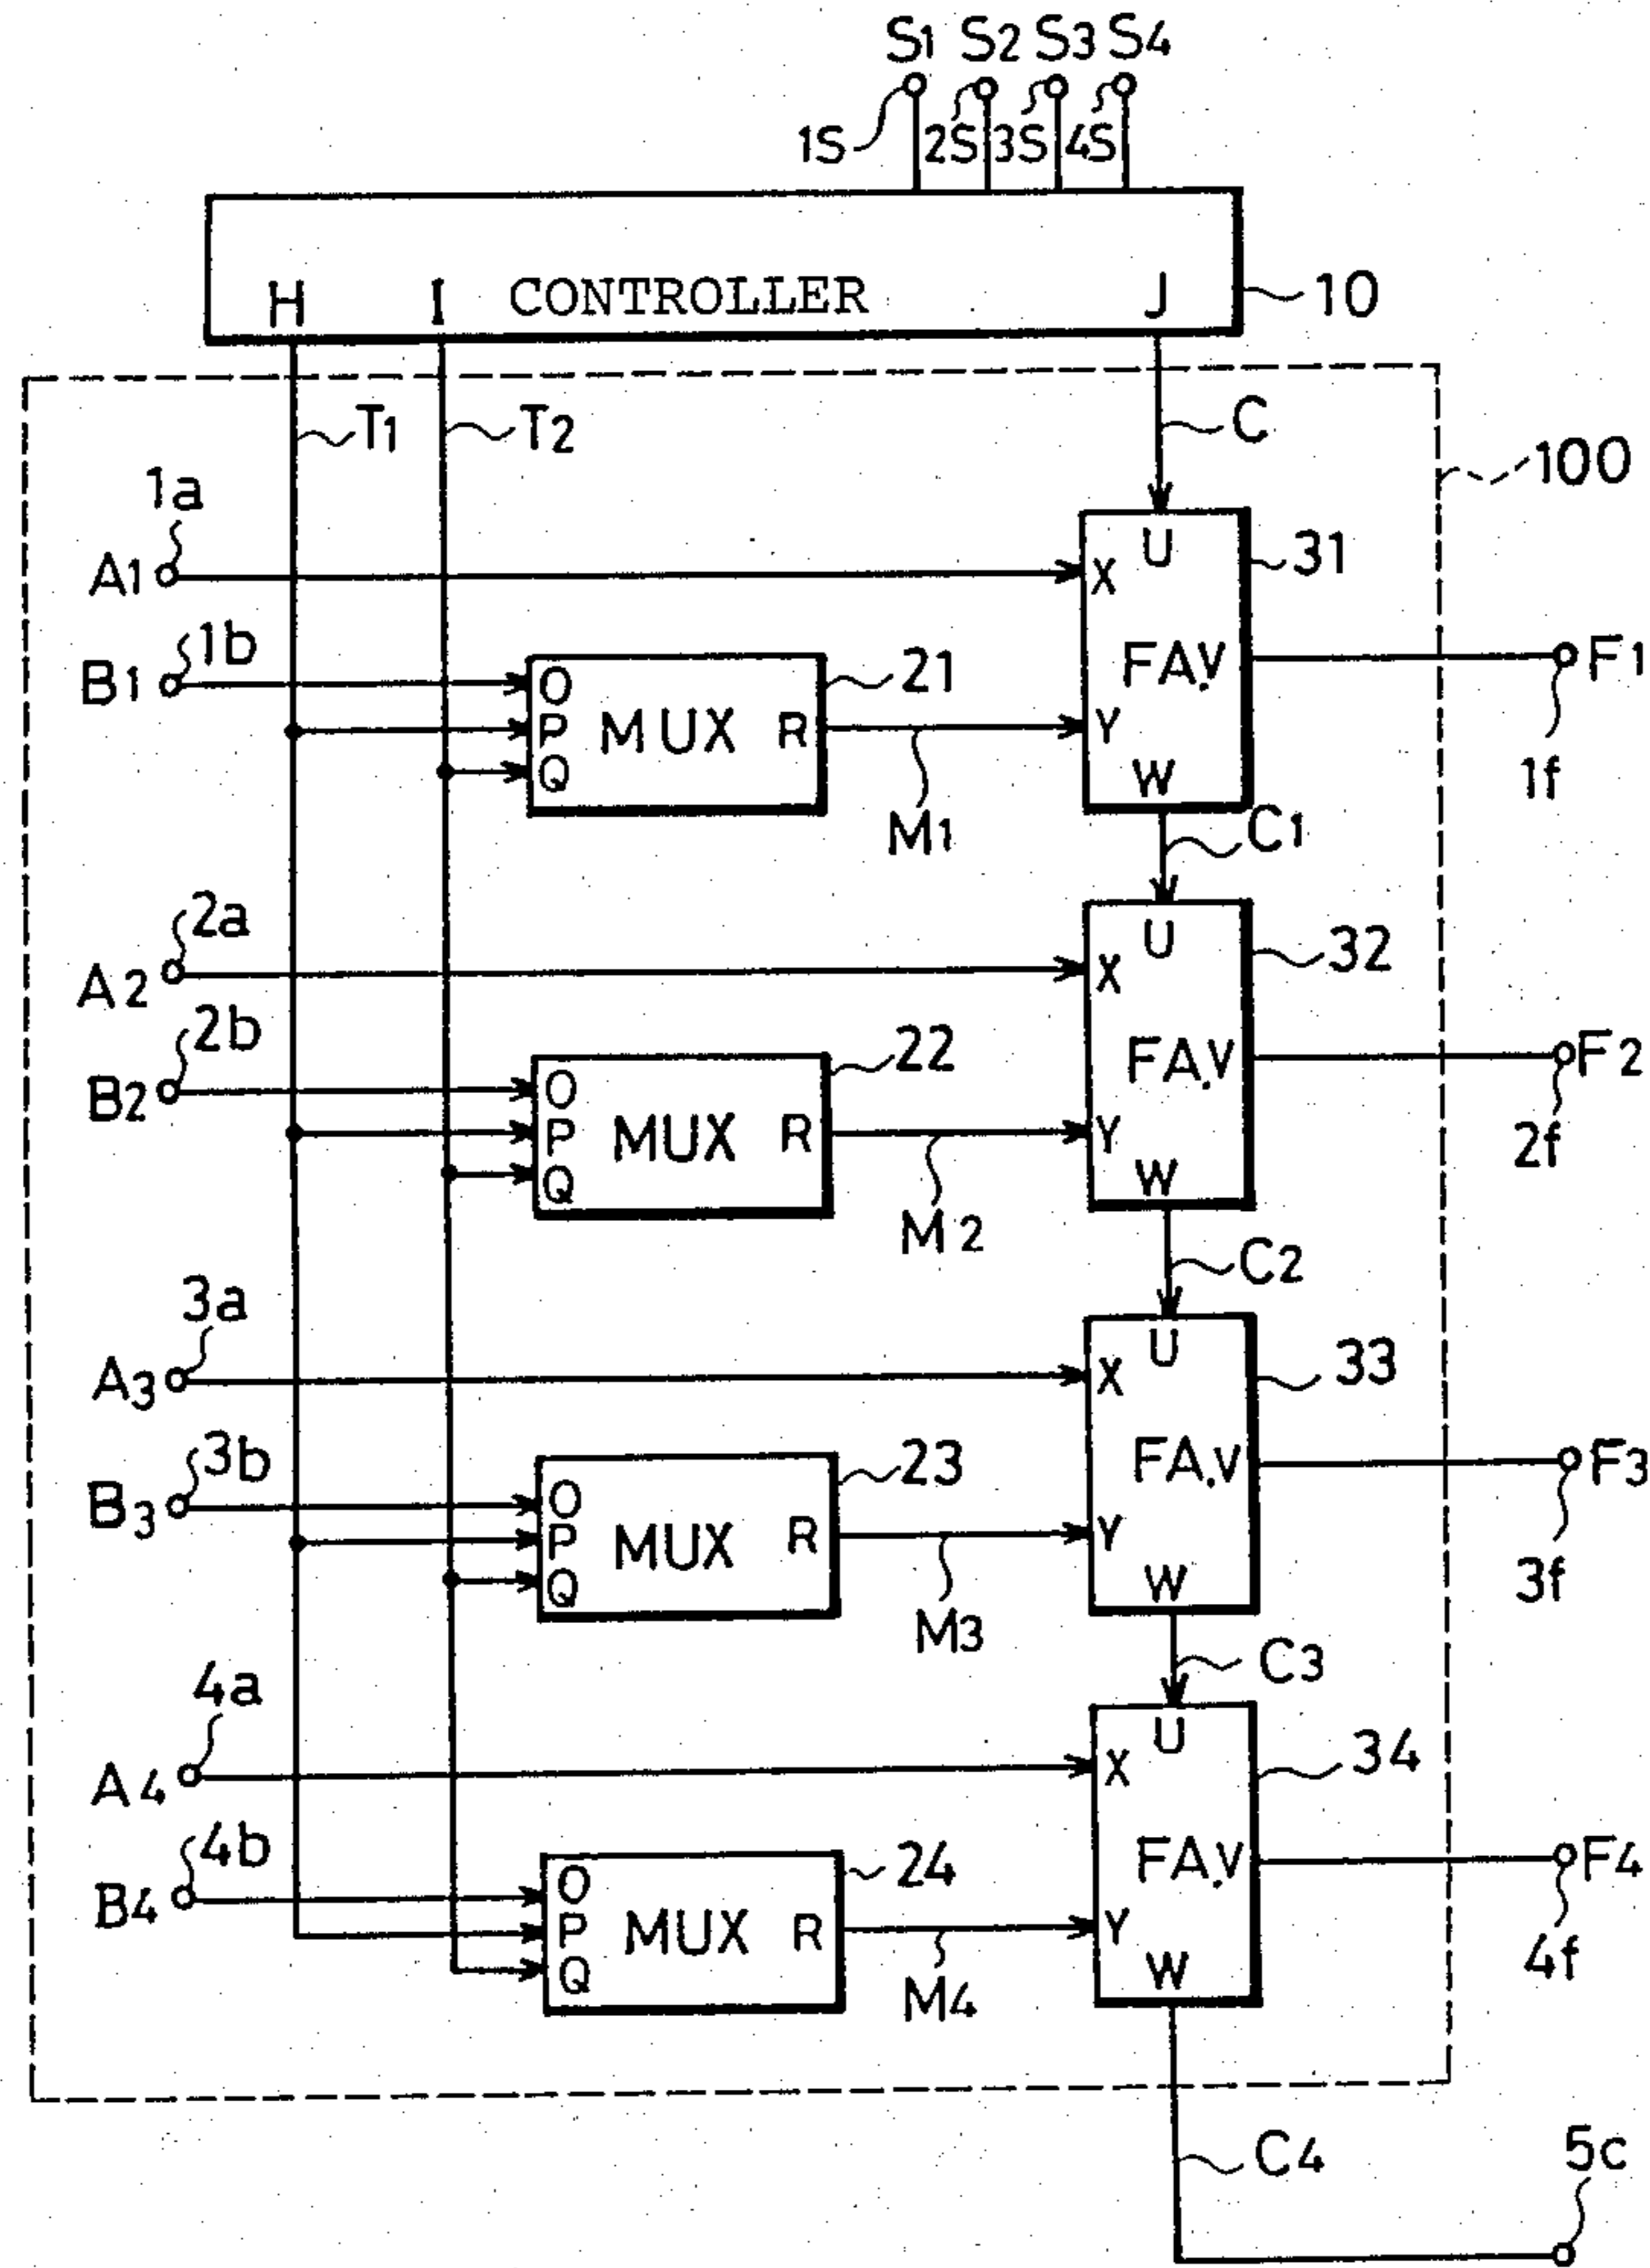 S1 S2 S3 S4
1S 2S 3S 4S
H I CONTROLLER J 10
T1 T2 C
100
1a
A1 X U 31
1b
B1 O 21 FA.V F1
P MUX R Y
Q W 1f
M1 C1
2a
A2 X U 32
2b
B2 O 22 FA.V F2
P MUX R Y
Q W 2f
M2 C2
3a
A3 X U 33
3b
B3 O 23 FA.V F3
P MUX R Y
Q W 3f
M3 C3
4a
A4 X U 34
4b
B4 O 24 FA.V F4
P MUX R Y
Q W 4f
M4
C4 5c